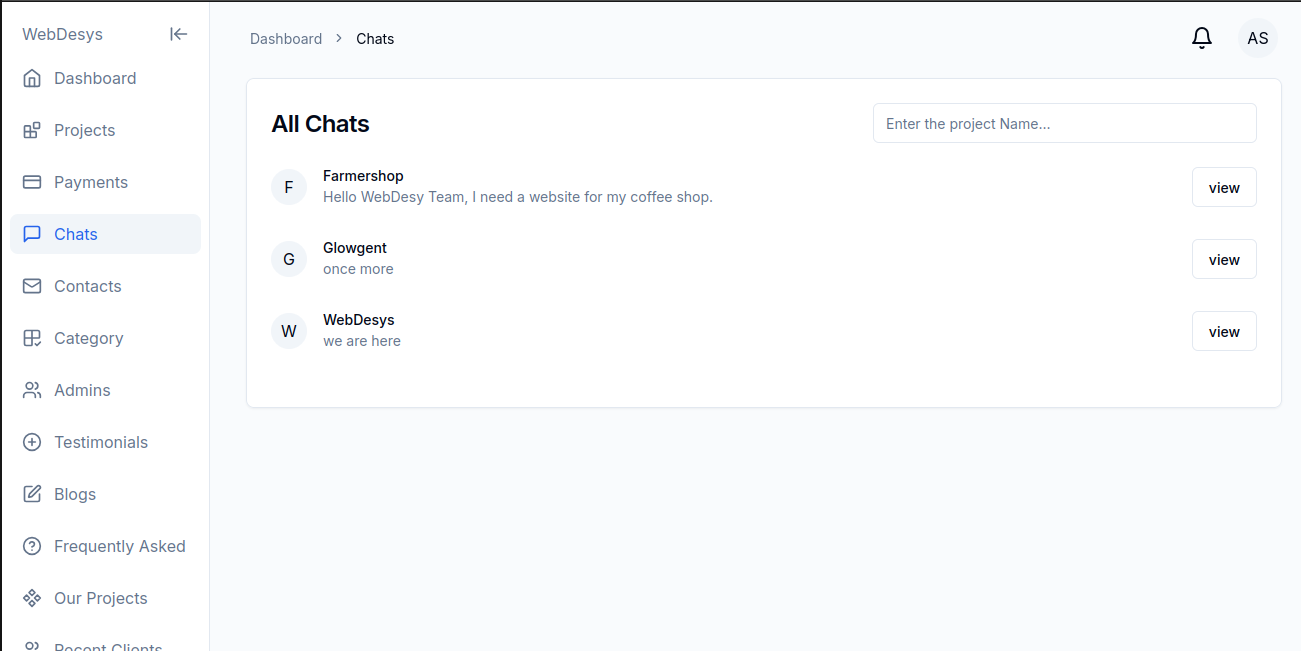 WebDesys
Dashboard
Projects
Payments
Chats
Contacts
Category
Admins
Testimonials
Blogs
Frequently Asked
Our Projects
Recent Clients
Dashboard > Chats
AS
All Chats
Enter the project Name...
F
Farmershop
Hello WebDesy Team, I need a website for my coffee shop.
view
G
Glowgent
once more
view
W
WebDesys
we are here
view